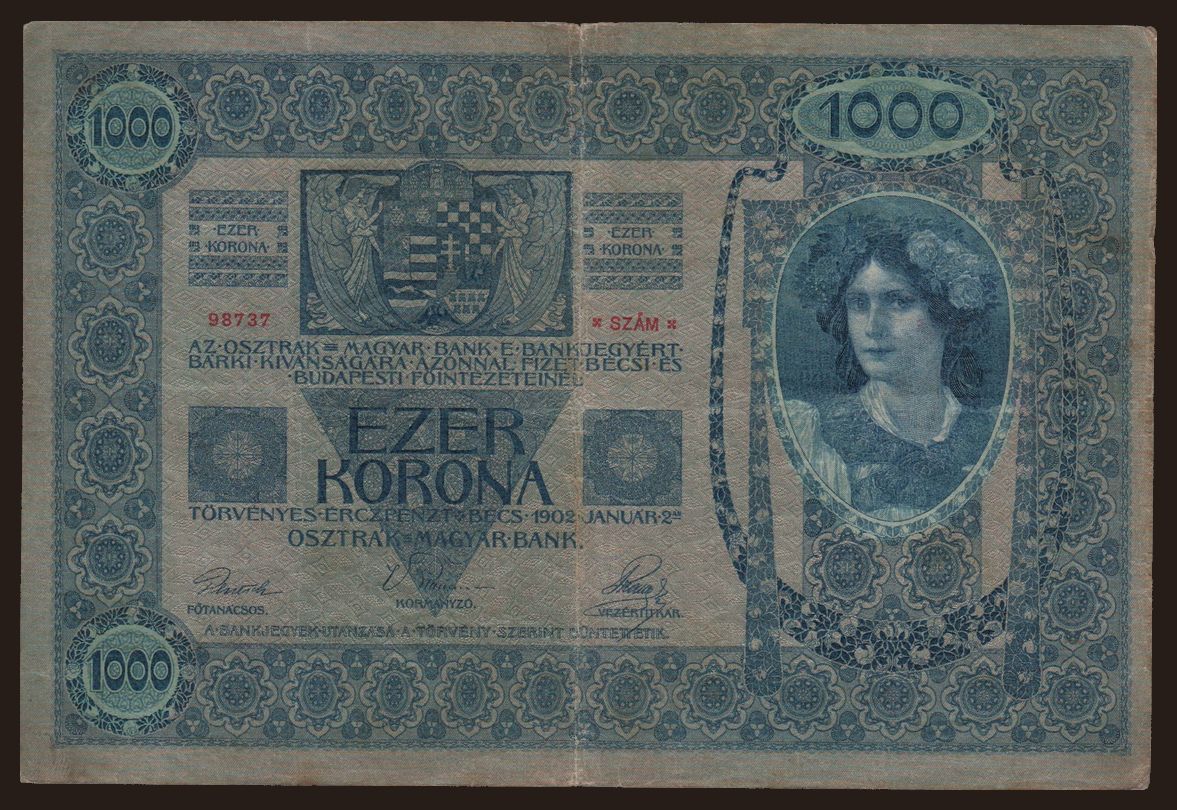 1000
1000
EZER
KORONA
EZER
KORONA
98737
* SZÁM *
AZ·OSZTRÁK=MAGYAR·BANK·E·BANKJEGYÉRT·
BÁRKI·KIVÁNSÁGÁRA·AZONNAL·FIZET·BÉCSI·ÉS
·BUDAPESTI·FŐINTÉZETEINÉL
EZER
KORONA
TÖRVÉNYES·ÉRCZPÉNZT·BÉCS·1902 JANUÁR·2ÁN
OSZTRÁK=MAGYAR·BANK.
FŐTANÁCSOS.
KORMÁNYZÓ.
VEZÉRTITKÁR.
A·BANKJEGYEK·UTÁNZÁSA·A·TÖRVÉNY·SZERINT·BÜNTETTETIK.
1000